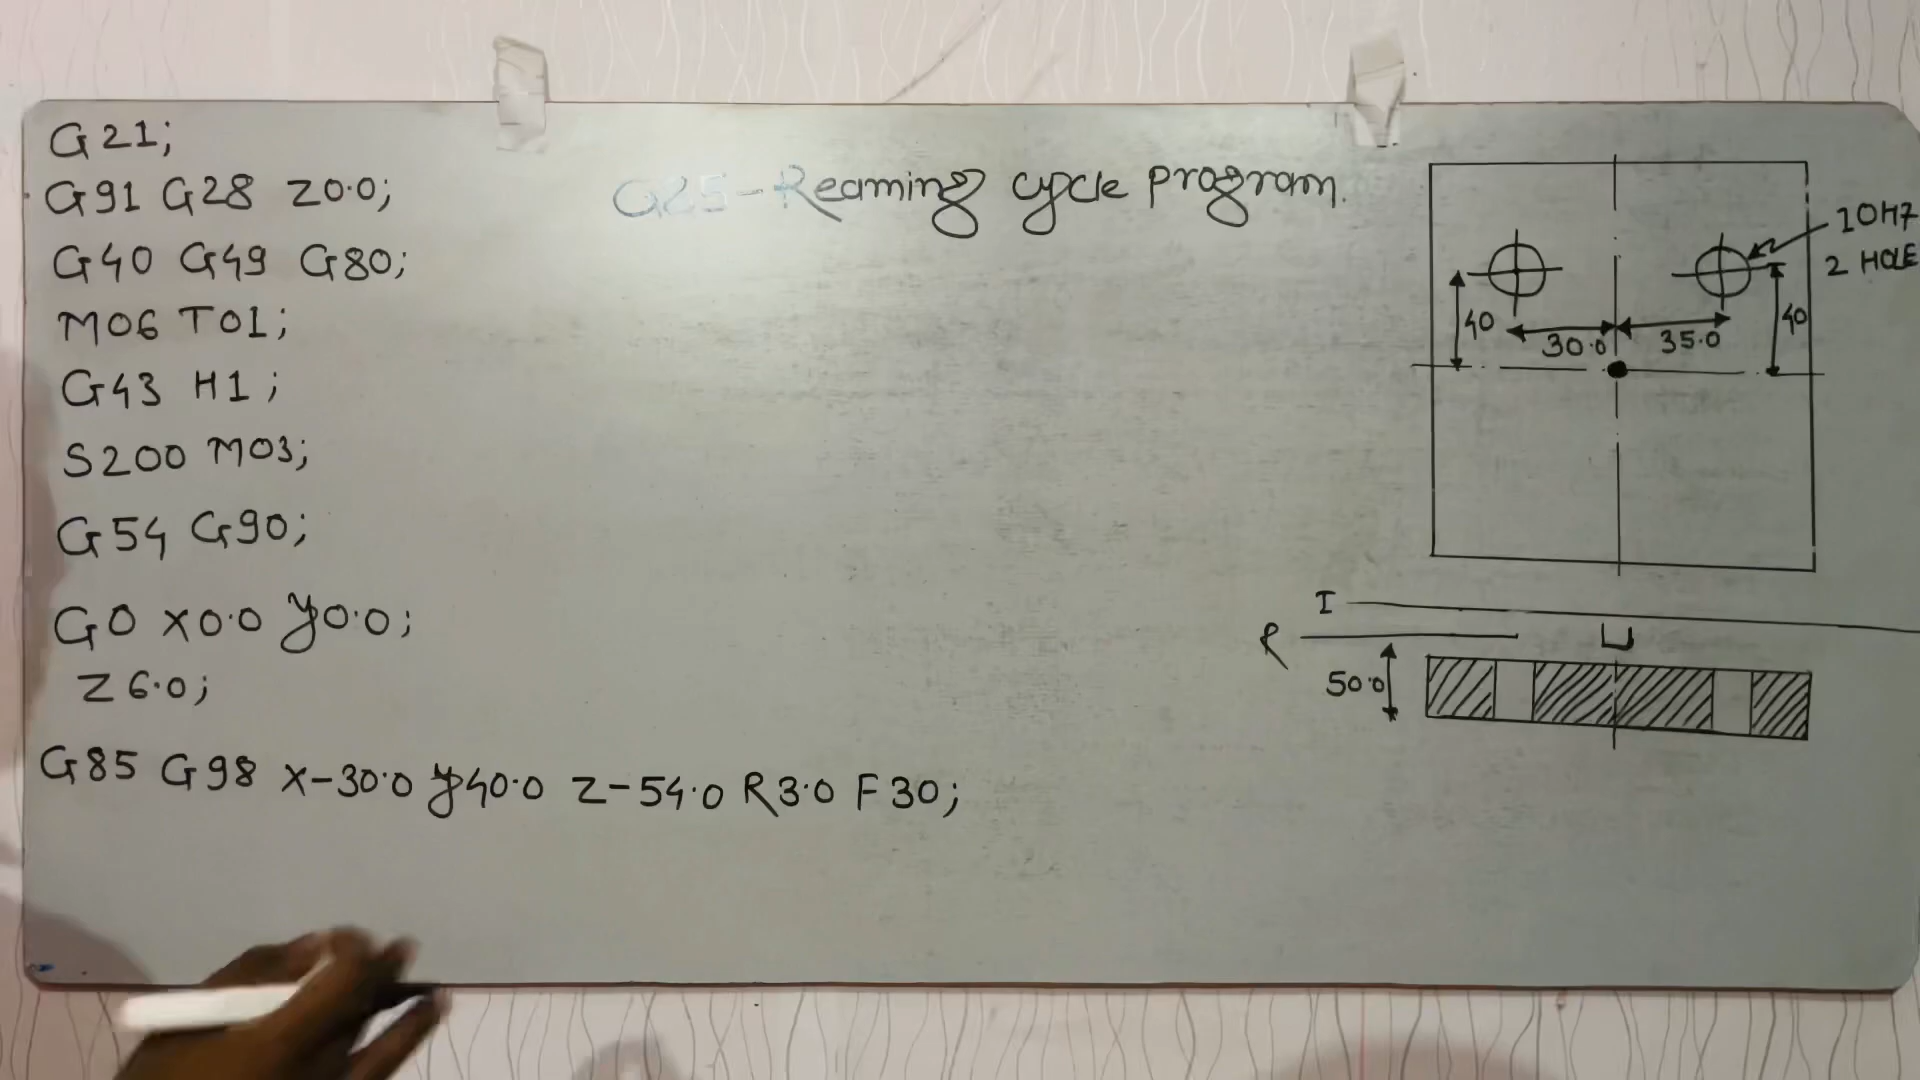 G21;
G91 G28 Z0.0;
G40 G49 G80;
M06 T01;
G43 H1;
S200 M03;
G54 G90;
G0 X0.0 Y0.0;
Z6.0;
G85 G98 X-30.0 Y40.0 Z-54.0 R3.0 F30;
G85-Reaming cycle program.
10H7
2 HOLE
40
30.0
35.0
40
I
R
50.0